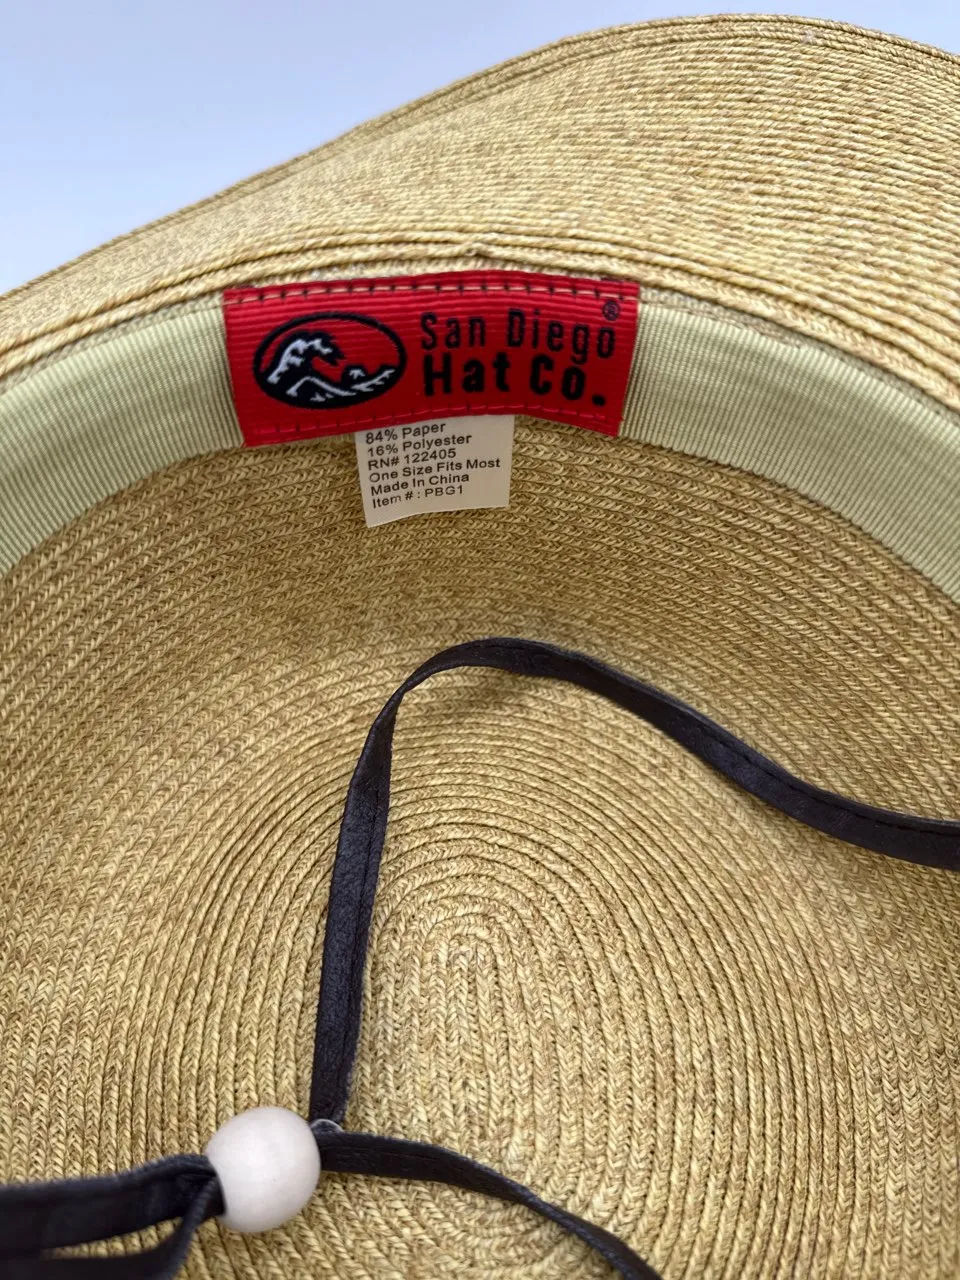 San Diego ®
Hat Co.
84% Paper
16% Polyester
RN# 122405
One Size Fits Most
Made In China
Item # : PBG1